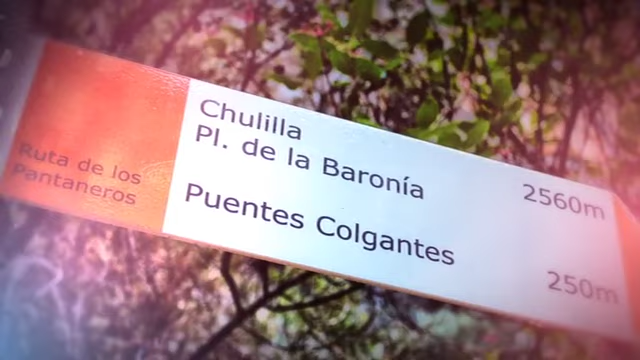 Ruta de los
Pantaneros
Chulilla
Pl. de la Baronía
2560m
Puentes Colgantes
250m